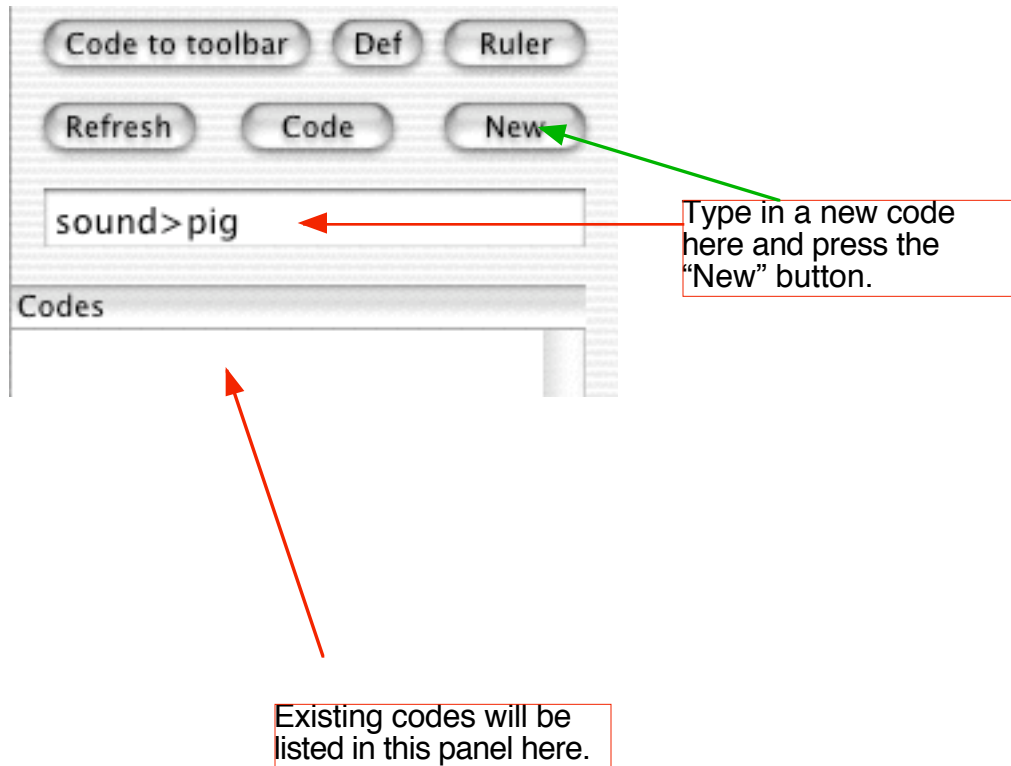 Code to toolbar Def Ruler
Refresh Code New
sound>pig
Type in a new code
here and press the
“New” button.
Codes
Existing codes will be
listed in this panel here.